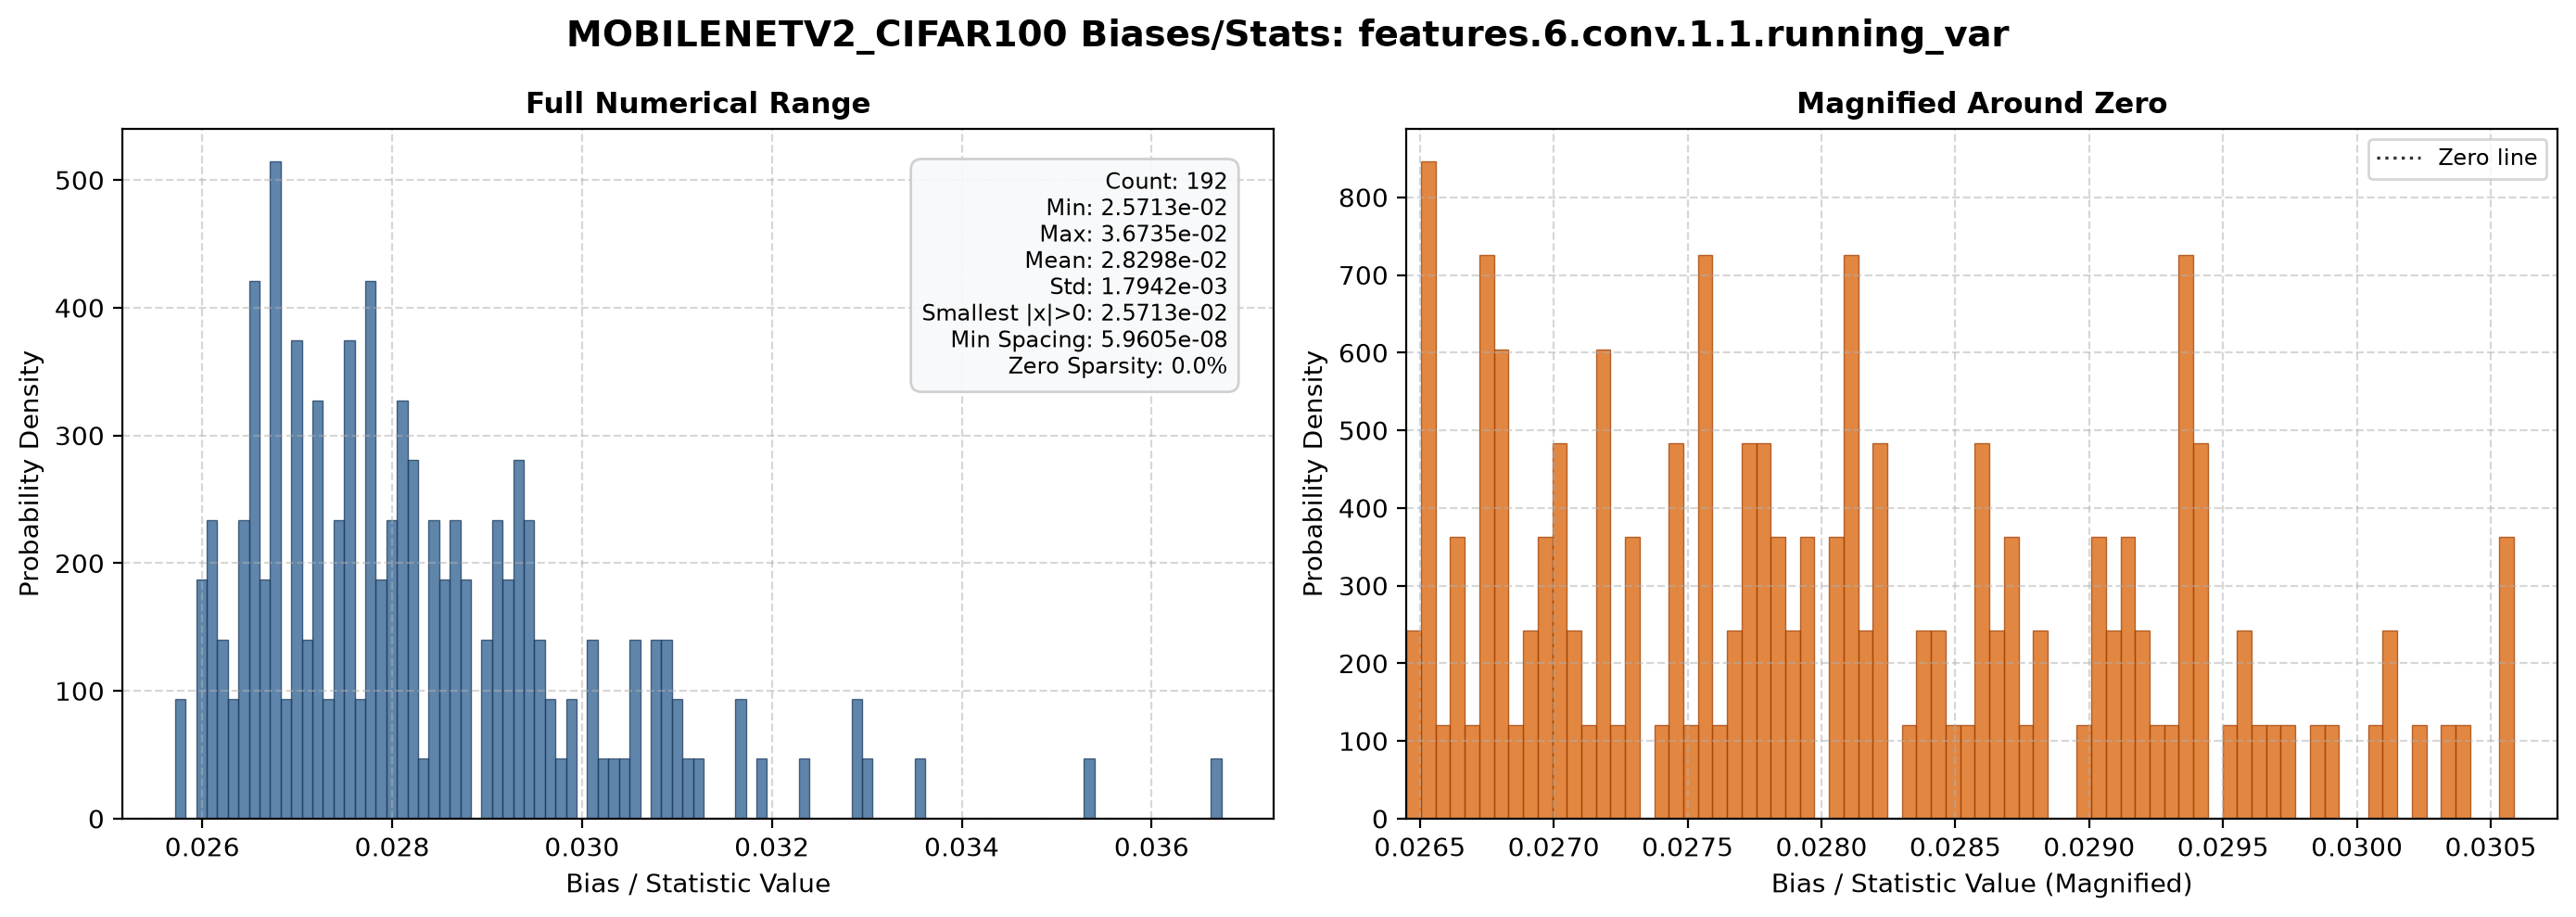 MOBILENETV2_CIFAR100 Biases/Stats: features.6.conv.1.1.running_var
Full Numerical Range
Probability Density
500
400
300
200
100
0
Count: 192
Min: 2.5713e-02
Max: 3.6735e-02
Mean: 2.8298e-02
Std: 1.7942e-03
Smallest |x|>0: 2.5713e-02
Min Spacing: 5.9605e-08
Zero Sparsity: 0.0%
0.026 0.028 0.030 0.032 0.034 0.036
Bias / Statistic Value
Magnified Around Zero
Zero line
Probability Density
800
700
600
500
400
300
200
100
0
0.0265 0.0270 0.0275 0.0280 0.0285 0.0290 0.0295 0.0300 0.0305
Bias / Statistic Value (Magnified)